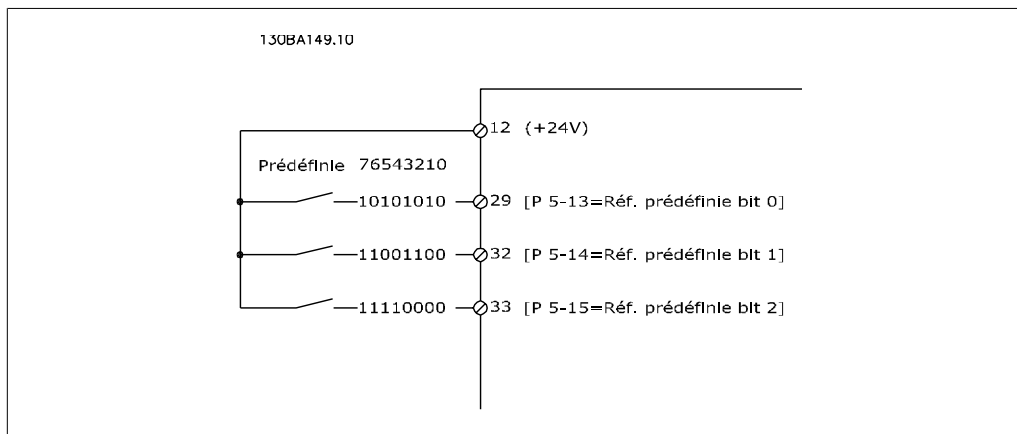 130BA149.10
12 (+24V)
Prédéfinie 76543210
10101010 29 [P 5-13=Réf. prédéfinie bit 0]
11001100 32 [P 5-14=Réf. prédéfinie bit 1]
11110000 33 [P 5-15=Réf. prédéfinie bit 2]